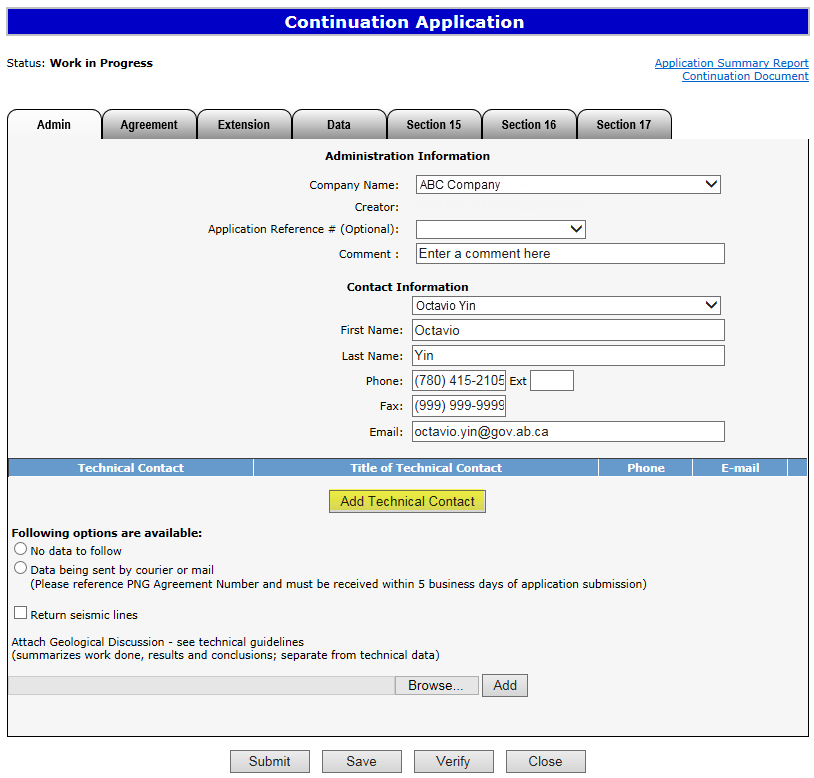 Continuation Application
Status: Work in Progress
Application Summary Report
Continuation Document
Admin Agreement Extension Data Section 15 Section 16 Section 17
Administration Information
Company Name: ABC Company
Creator:
Application Reference # (Optional):
Comment : Enter a comment here
Contact Information
Octavio Yin
First Name: Octavio
Last Name: Yin
Phone: (780) 415-2105 Ext
Fax: (999) 999-9999
Email: octavio.yin@gov.ab.ca
Technical Contact Title of Technical Contact Phone E-mail
Add Technical Contact
Following options are available:
No data to follow
Data being sent by courier or mail
(Please reference PNG Agreement Number and must be received within 5 business days of application submission)
Return seismic lines
Attach Geological Discussion - see technical guidelines
(summarizes work done, results and conclusions; separate from technical data)
Browse... Add
Submit Save Verify Close